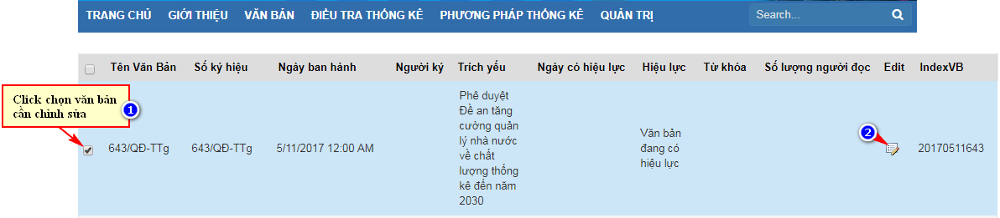 TRANG CHỦ GIỚI THIỆU VĂN BẢN ĐIỀU TRA THỐNG KÊ PHƯƠNG PHÁP THỐNG KÊ QUẢN TRỊ Search...
Tên Văn Bản Số ký hiệu Ngày ban hành Người ký Trích yếu Ngày có hiệu lực Hiệu lực Từ khóa Số lượng người đọc Edit IndexVB
Click chọn văn bản
cần chỉnh sửa
1
643/QĐ-TTg 643/QĐ-TTg 5/11/2017 12:00 AM
Phê duyệt
Đề án tăng
cường quản
lý nhà nước
về chất
lượng thống
kê đến năm
2030
Văn bản
đang có
hiệu lực
2
20170511643